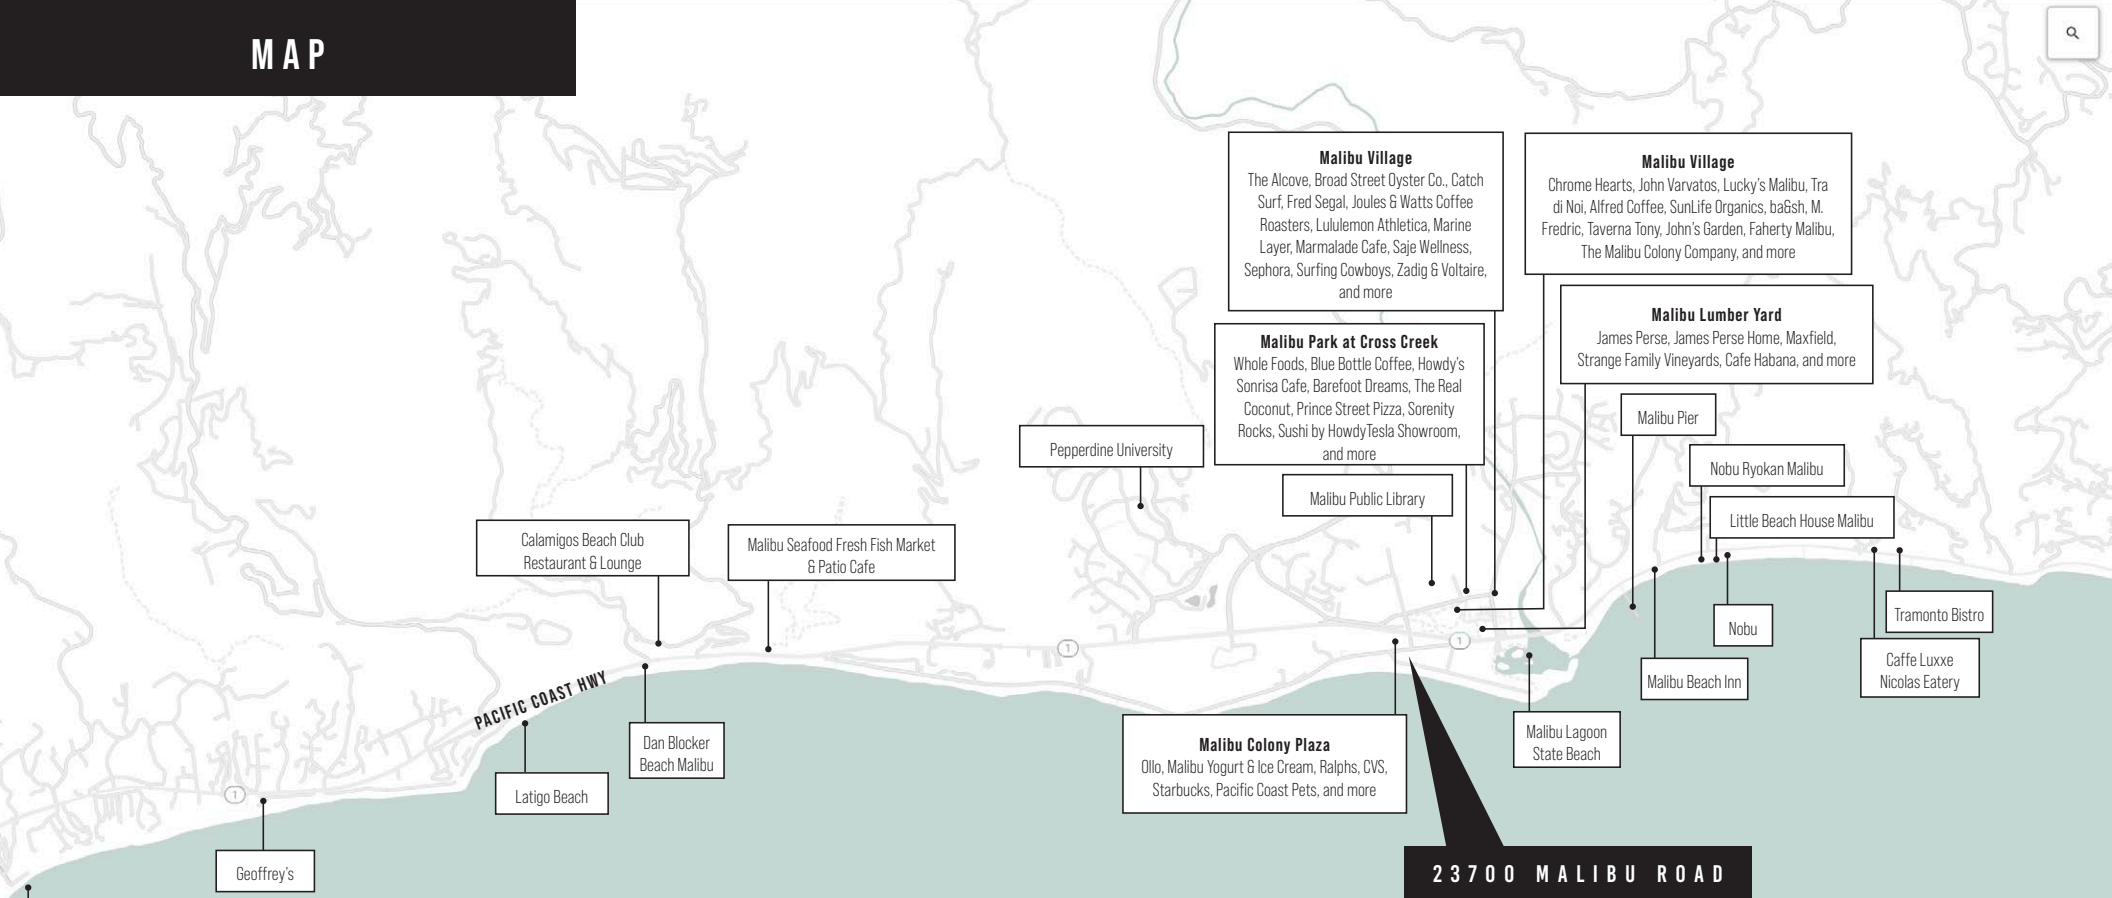 MAP
Malibu Village
The Alcove, Broad Street Oyster Co., Catch
Surf, Fred Segal, Joules & Watts Coffee
Roasters, Lululemon Athletica, Marine
Layer, Marmalade Cafe, Saje Wellness,
Sephora, Surfing Cowboys, Zadig & Voltaire,
and more
Malibu Village
Chrome Hearts, John Varvatos, Lucky's Malibu, Tra
di Noi, Alfred Coffee, SunLife Organics, ba&sh, M.
Fredric, Taverna Tony, John's Garden, Faherty Malibu,
The Malibu Colony Company, and more
Malibu Lumber Yard
James Perse, James Perse Home, Maxfield,
Strange Family Vineyards, Cafe Habana, and more
Malibu Park at Cross Creek
Whole Foods, Blue Bottle Coffee, Howdy's
Sonrisa Cafe, Barefoot Dreams, The Real
Coconut, Prince Street Pizza, Sorenity
Rocks, Sushi by HowdyTesla Showroom,
and more
Malibu Pier
Pepperdine University
Nobu Ryokan Malibu
Malibu Public Library
Little Beach House Malibu
Calamigos Beach Club
Restaurant & Lounge
Malibu Seafood Fresh Fish Market
& Patio Cafe
Tramonto Bistro
Nobu
1
1
Caffe Luxxe
Nicolas Eatery
Malibu Beach Inn
PACIFIC COAST HWY
Dan Blocker
Beach Malibu
Malibu Lagoon
State Beach
Malibu Colony Plaza
Ollo, Malibu Yogurt & Ice Cream, Ralphs, CVS,
Starbucks, Pacific Coast Pets, and more
Latigo Beach
1
Geoffrey's
23700 MALIBU ROAD